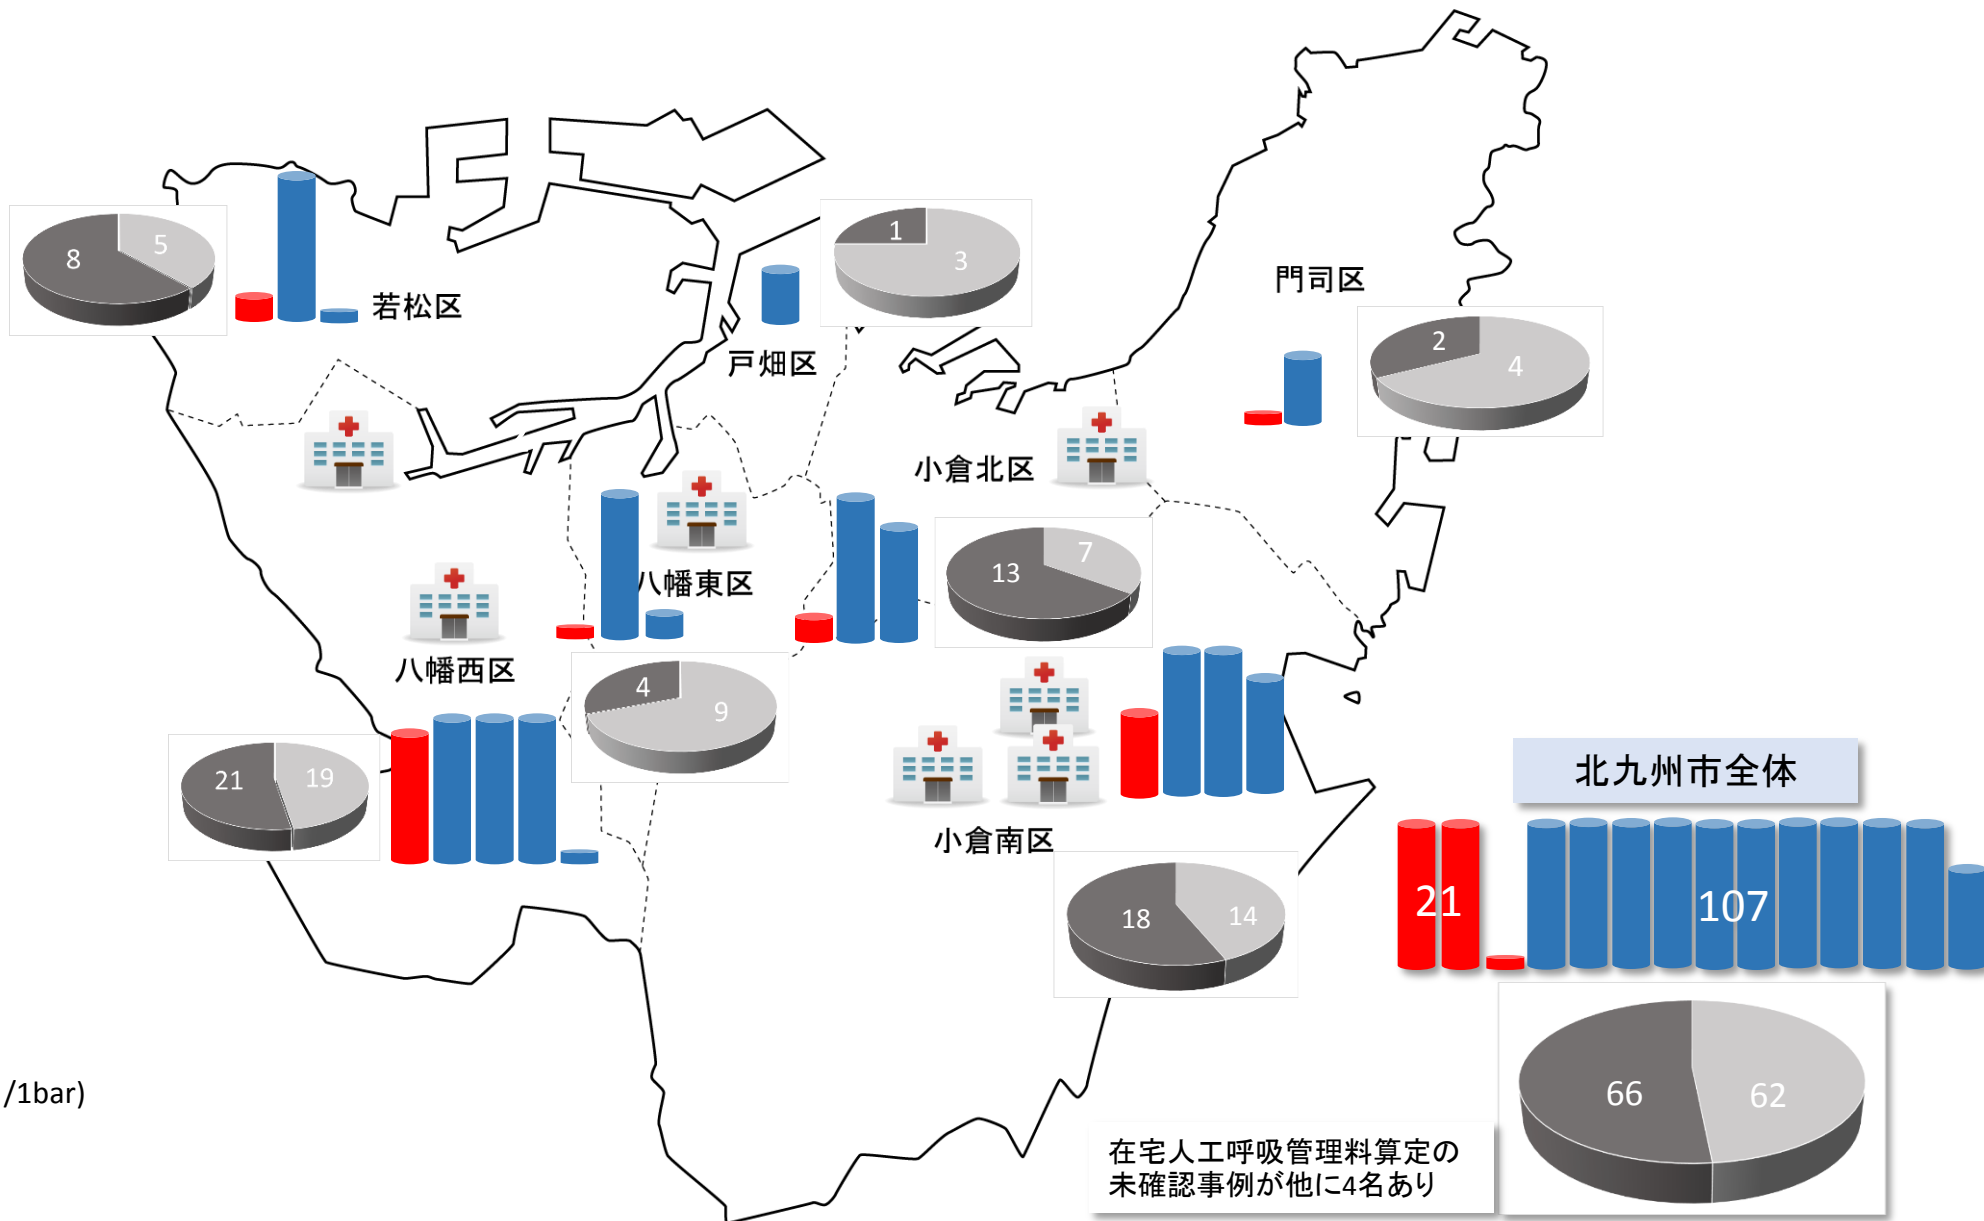 8
5
若松区
1
3
戸畑区
門司区
2
4
小倉北区
13
7
八幡東区
八幡西区
4
9
21
19
小倉南区
18
14
北九州市全体
21
107
66
62
/1bar)
在宅人工呼吸管理料算定の
未確認事例が他に4名あり